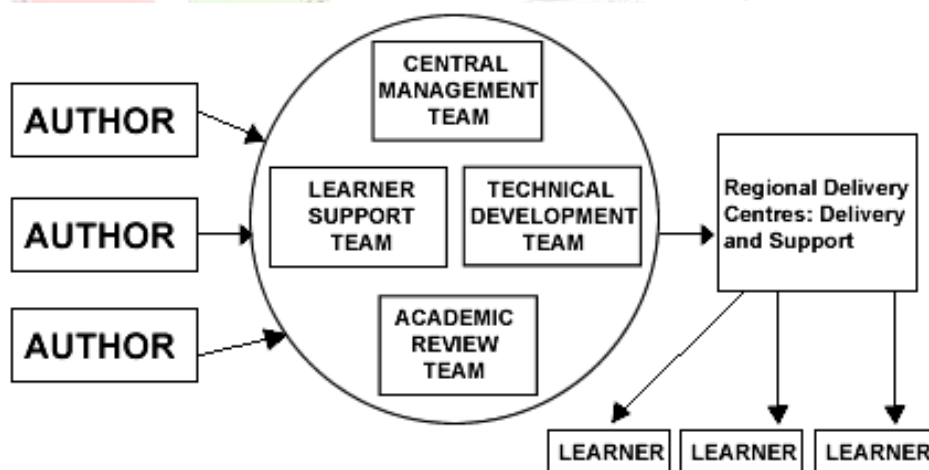 AUTHOR
AUTHOR
AUTHOR
CENTRAL
MANAGEMENT
TEAM
LEARNER
SUPPORT
TEAM
TECHNICAL
DEVELOPMENT
TEAM
ACADEMIC
REVIEW
TEAM
Regional Delivery
Centres: Delivery
and Support
LEARNER
LEARNER
LEARNER